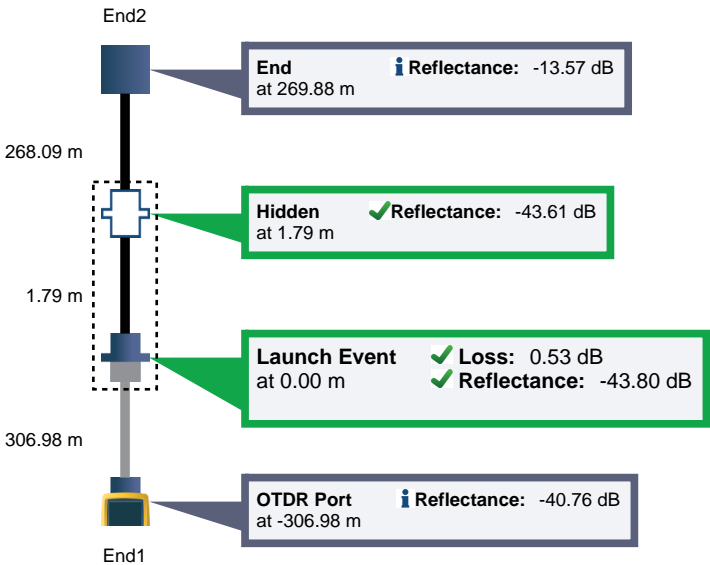 End2
End Reflectance: -13.57 dB
at 269.88 m
268.09 m
Hidden Reflectance: -43.61 dB
at 1.79 m
1.79 m
Launch Event Loss: 0.53 dB
at 0.00 m Reflectance: -43.80 dB
306.98 m
OTDR Port Reflectance: -40.76 dB
at -306.98 m
End1